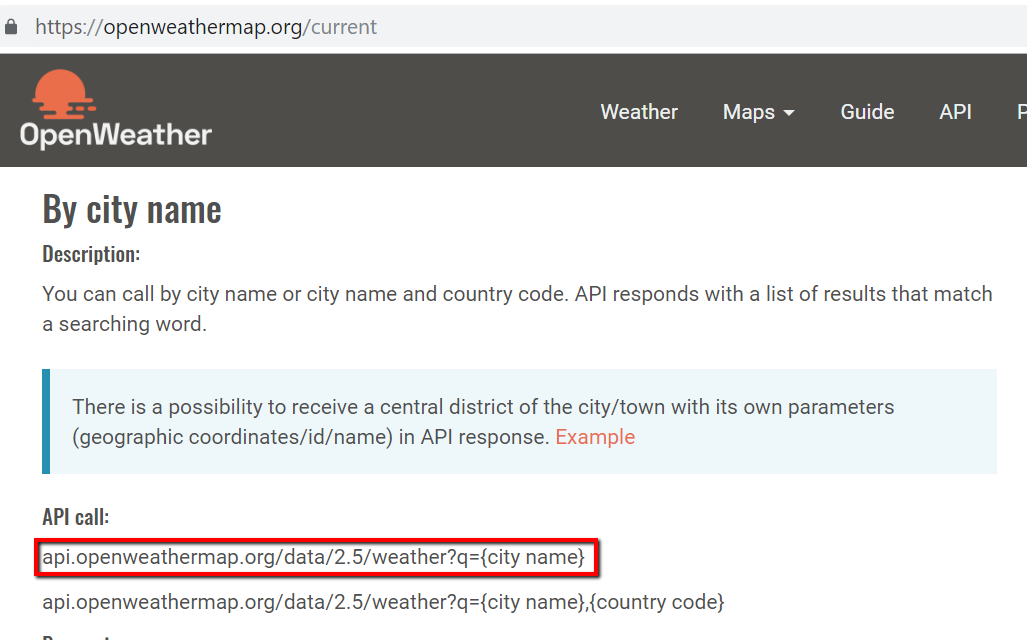 https://openweathermap.org/current
OpenWeather
Weather Maps Guide API
By city name
Description:
You can call by city name or city name and country code. API responds with a list of results that match
a searching word.
There is a possibility to receive a central district of the city/town with its own parameters
(geographic coordinates/id/name) in API response. Example
API call:
api.openweathermap.org/data/2.5/weather?q={city name}
api.openweathermap.org/data/2.5/weather?q={city name},{country code}